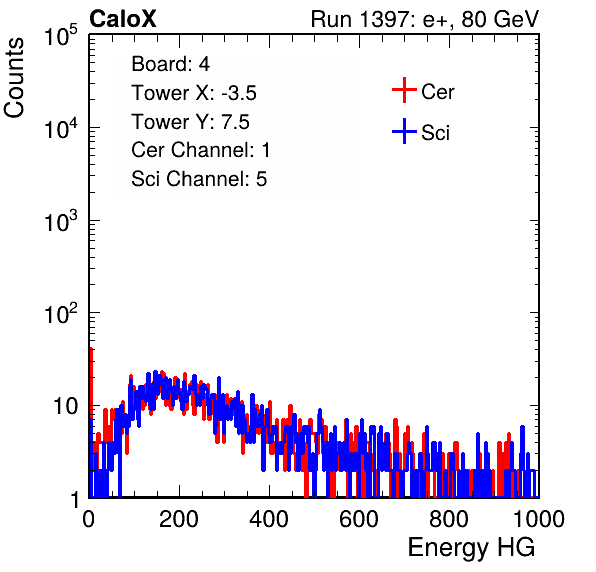 CaloX Run 1397: e+, 80 GeV
Counts
Board: 4
Tower X: -3.5
Tower Y: 7.5
Cer Channel: 1
Sci Channel: 5
Cer
Sci
10^5
10^4
10^3
10^2
10
1
0 200 400 600 800 1000
Energy HG